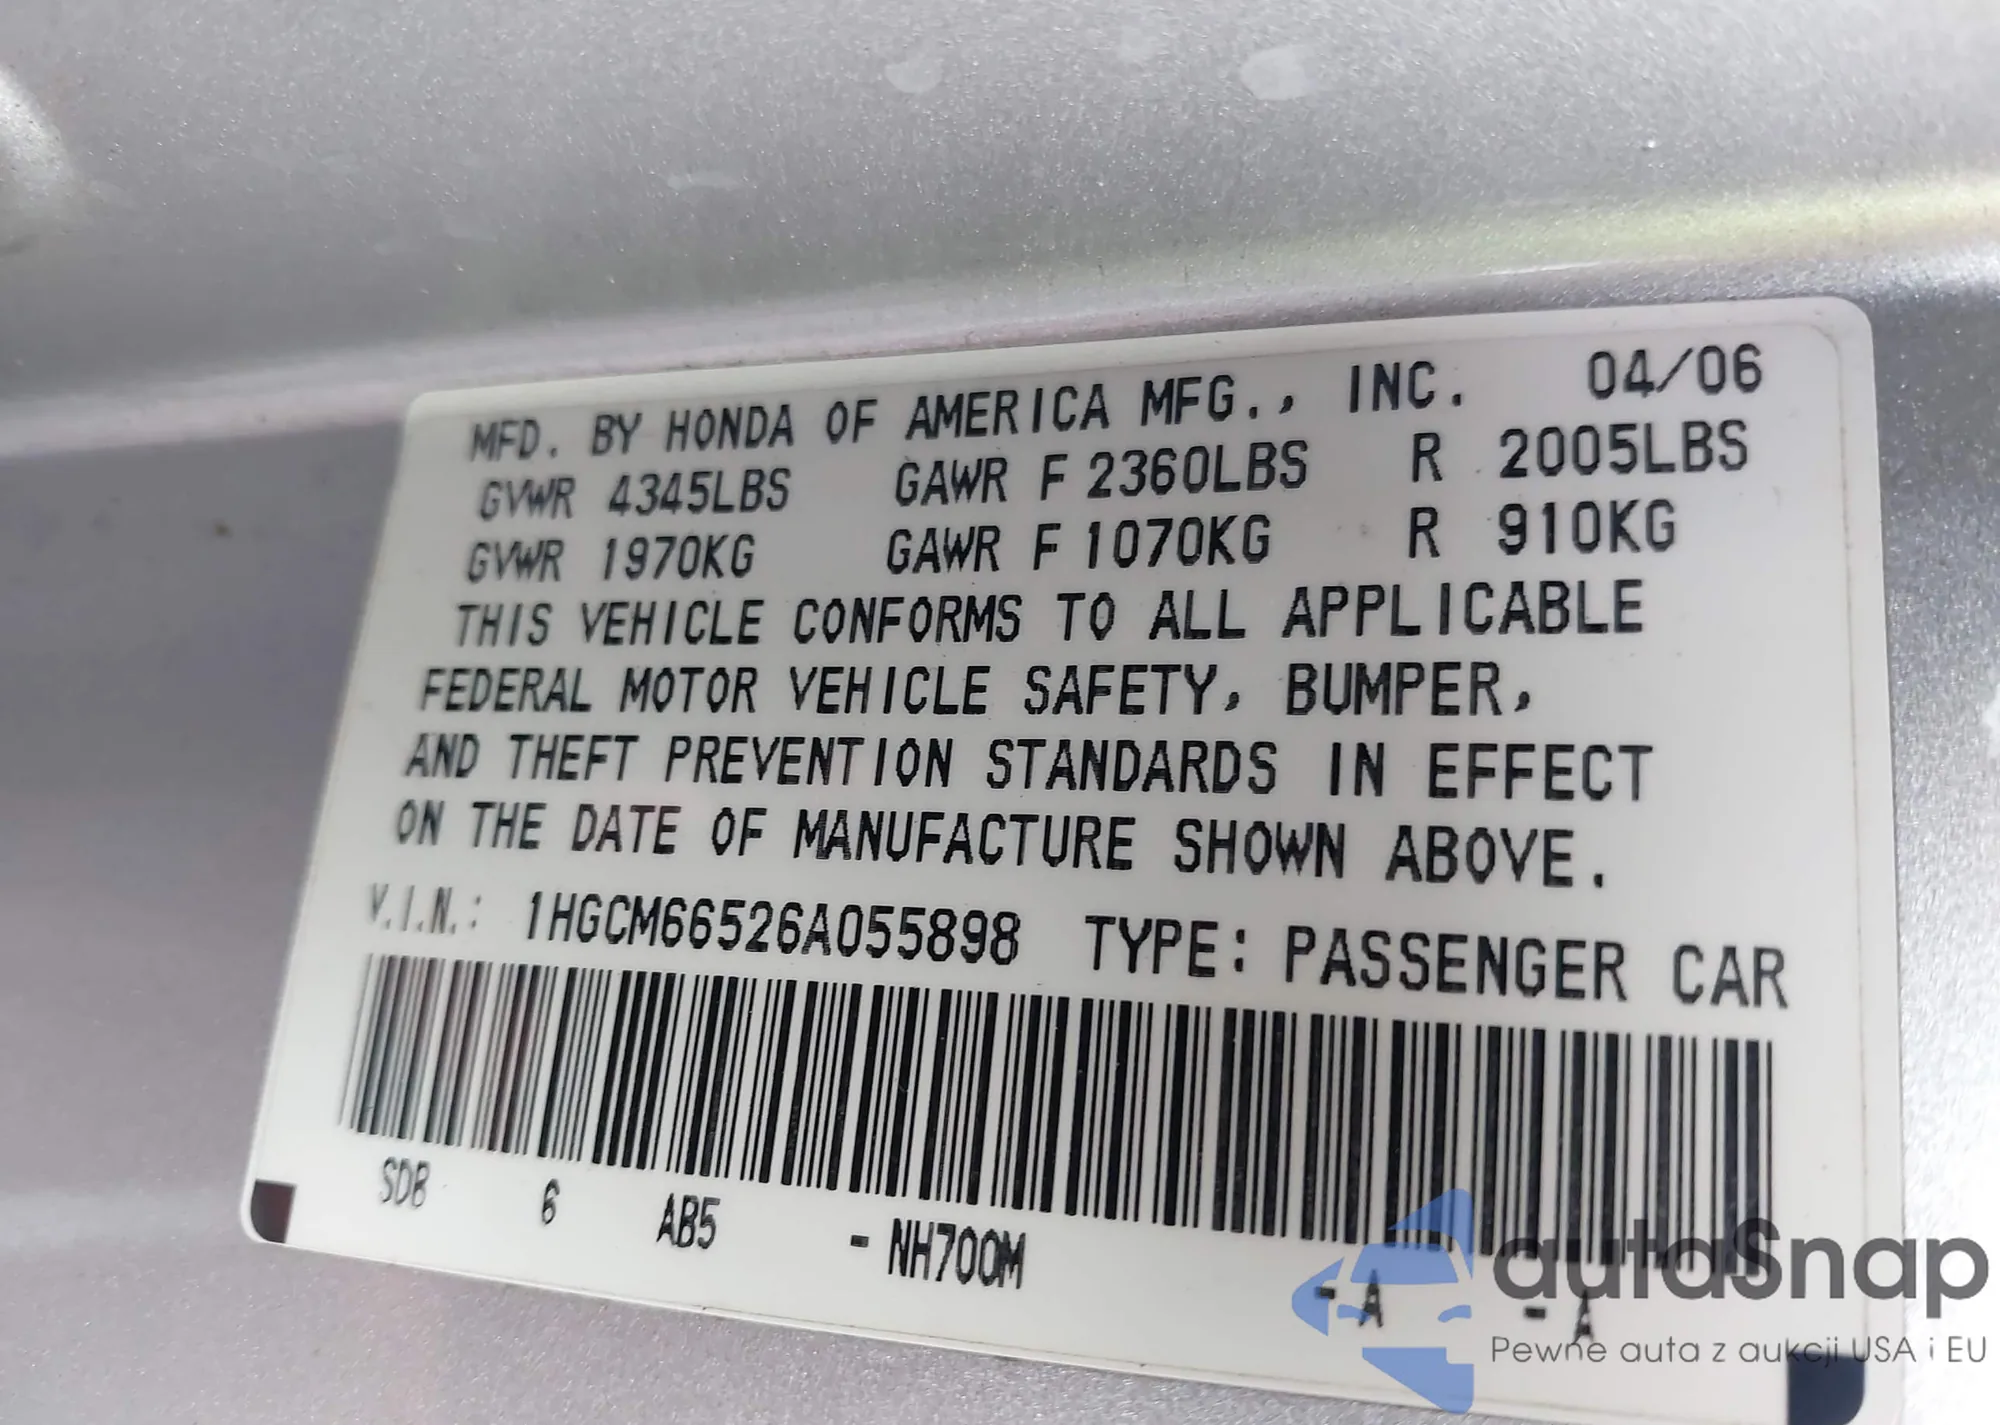 MFD. BY HONDA OF AMERICA MFG., INC. 04/06
GVWR 4345LBS GAWR F 2360LBS R 2005LBS
GVWR 1970KG GAWR F 1070KG R 910KG
THIS VEHICLE CONFORMS TO ALL APPLICABLE
FEDERAL MOTOR VEHICLE SAFETY, BUMPER,
AND THEFT PREVENTION STANDARDS IN EFFECT
ON THE DATE OF MANUFACTURE SHOWN ABOVE.
V.I.N.: 1HGCM66526A055898 TYPE: PASSENGER CAR
SDB 6 AB5 - NH700M - A - A
autaSnap
Pewne auta z aukcji USA i EU